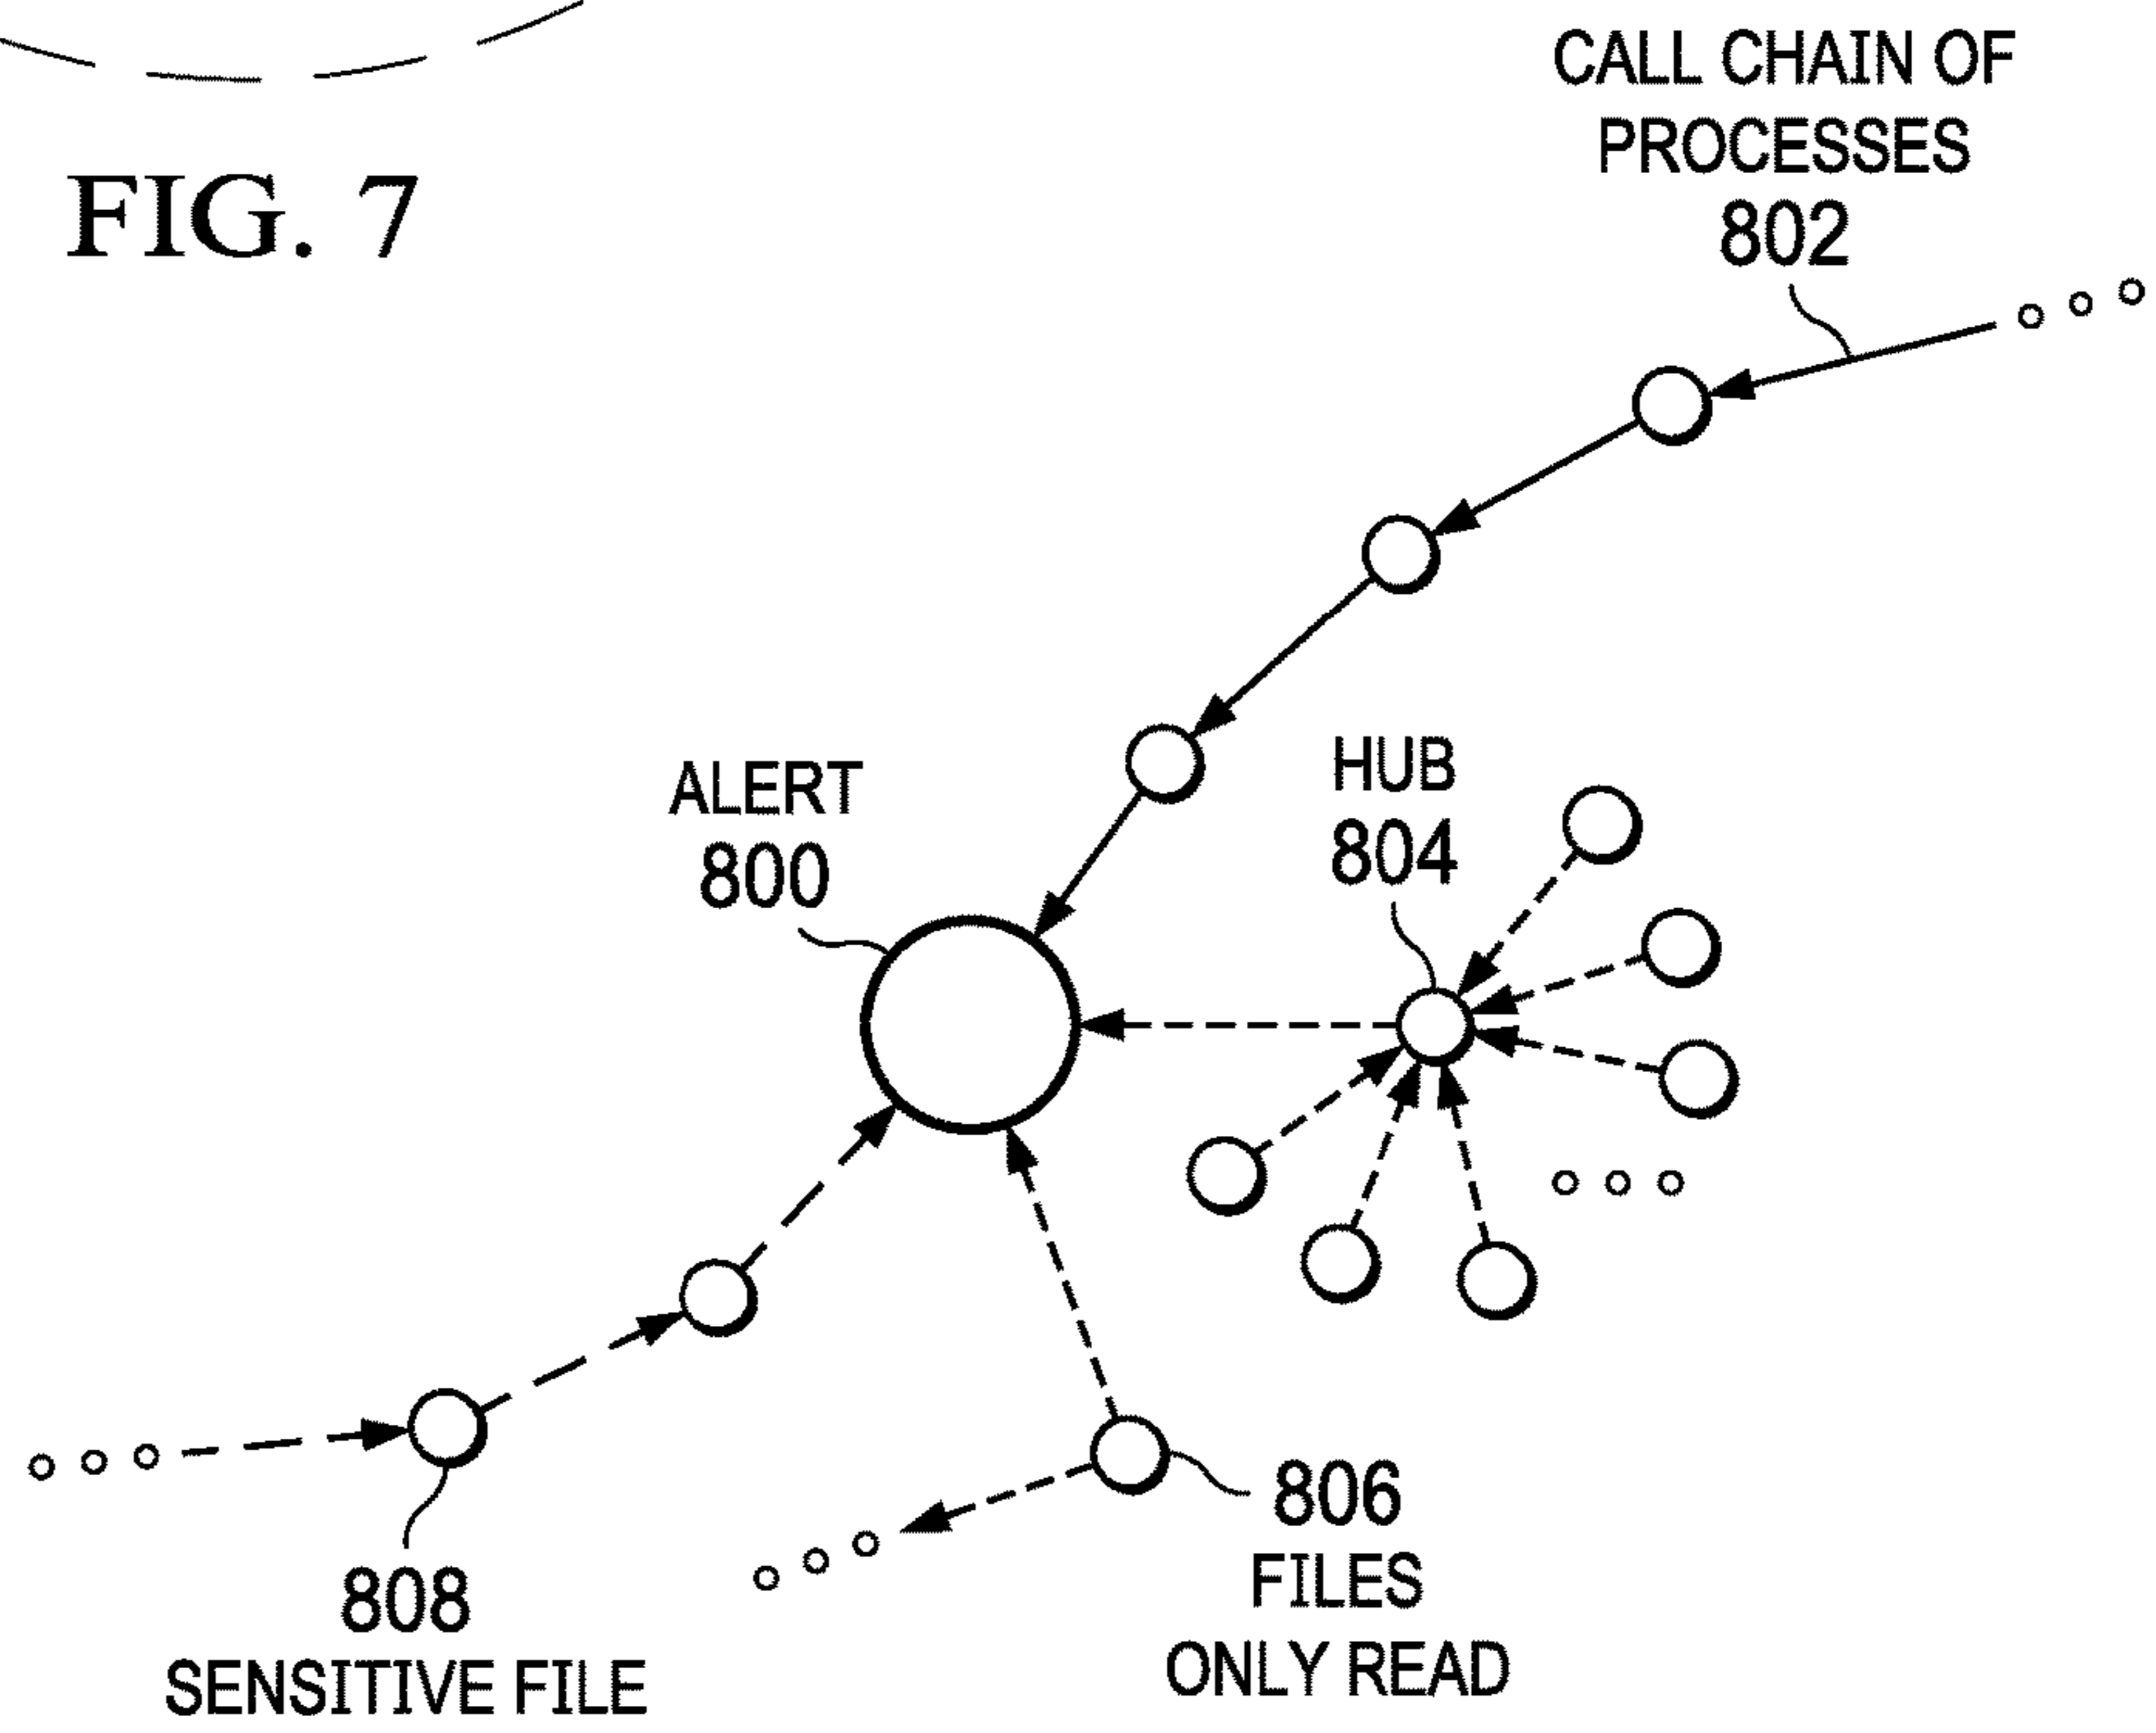 CALL CHAIN OF
PROCESSES
802
FIG. 7
ALERT
800
HUB
804
806
FILES
ONLY READ
808
SENSITIVE FILE